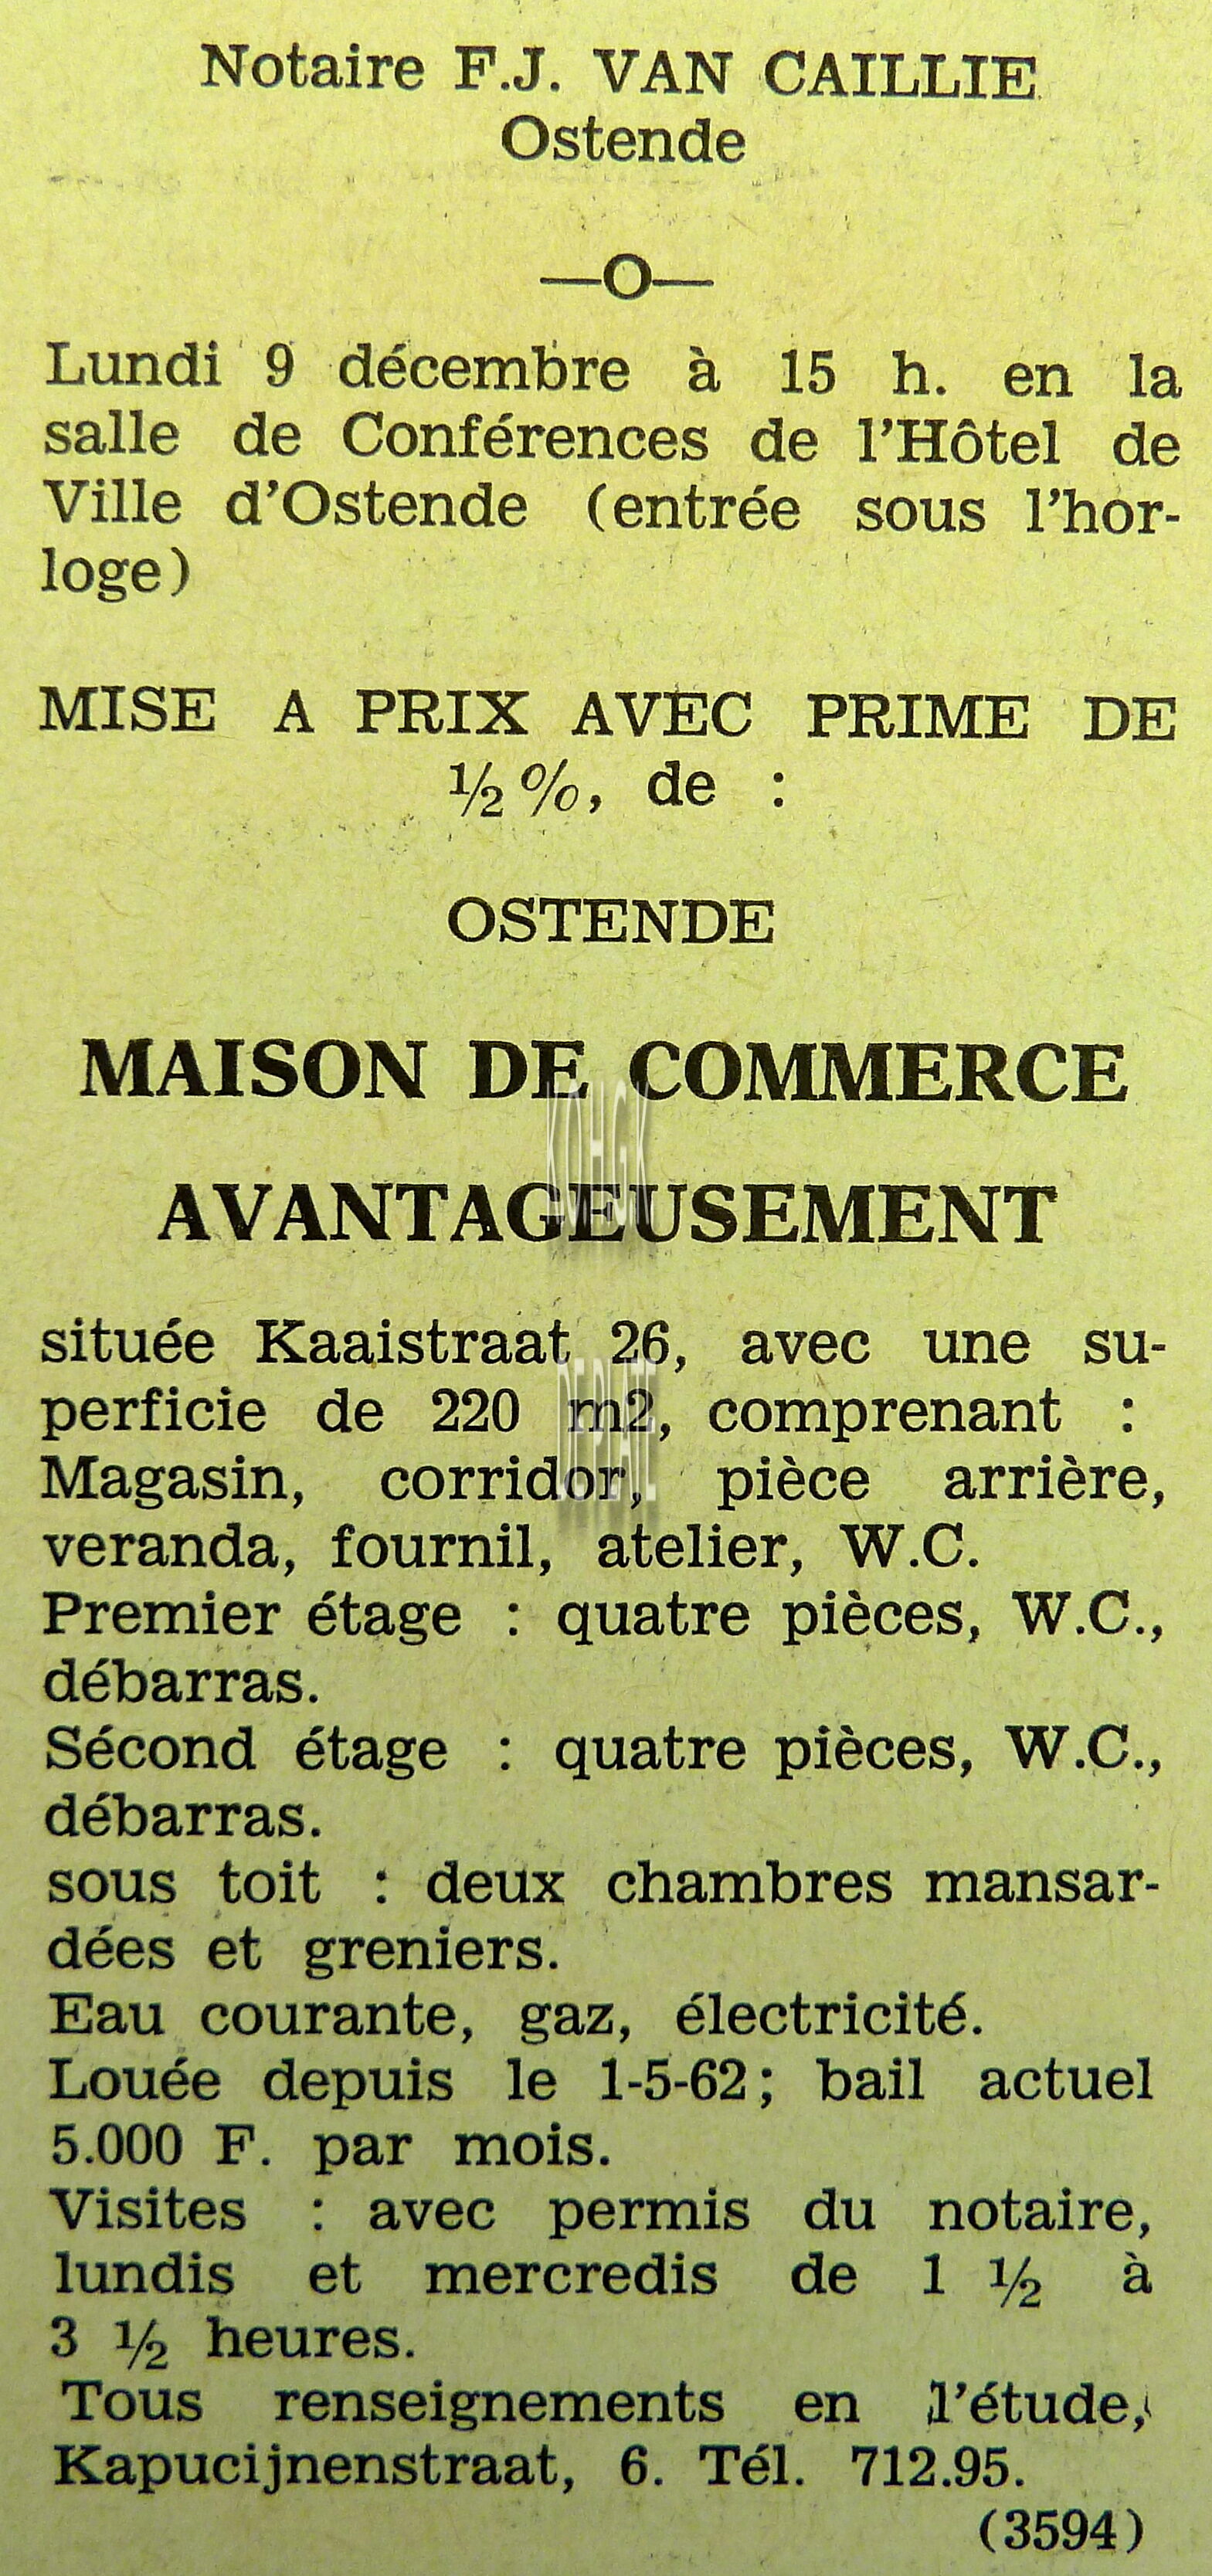 Notaire F.J. VAN CAILLIE
Ostende
—O—
Lundi 9 décembre à 15 h. en la
salle de Conférences de l'Hôtel de
Ville d'Ostende (entrée sous l'hor-
loge)
MISE A PRIX AVEC PRIME DE
½ %, de :
OSTENDE
MAISON DE COMMERCE
KOHGK
AVANTAGEUSEMENT
située Kaaistraat 26, avec une su-
DE PLATE
perficie de 220 m2, comprenant :
Magasin, corridor, pièce arrière,
veranda, fournil, atelier, W.C.
Premier étage : quatre pièces, W.C.,
débarras.
Sécond étage : quatre pièces, W.C.,
débarras.
sous toit : deux chambres mansar-
dées et greniers.
Eau courante, gaz, électricité.
Louée depuis le 1-5-62; bail actuel
5.000 F. par mois.
Visites : avec permis du notaire,
lundis et mercredis de 1 ½ à
3 ½ heures.
Tous renseignements en l'étude,
Kapucijnenstraat, 6. Tél. 712.95.
(3594)